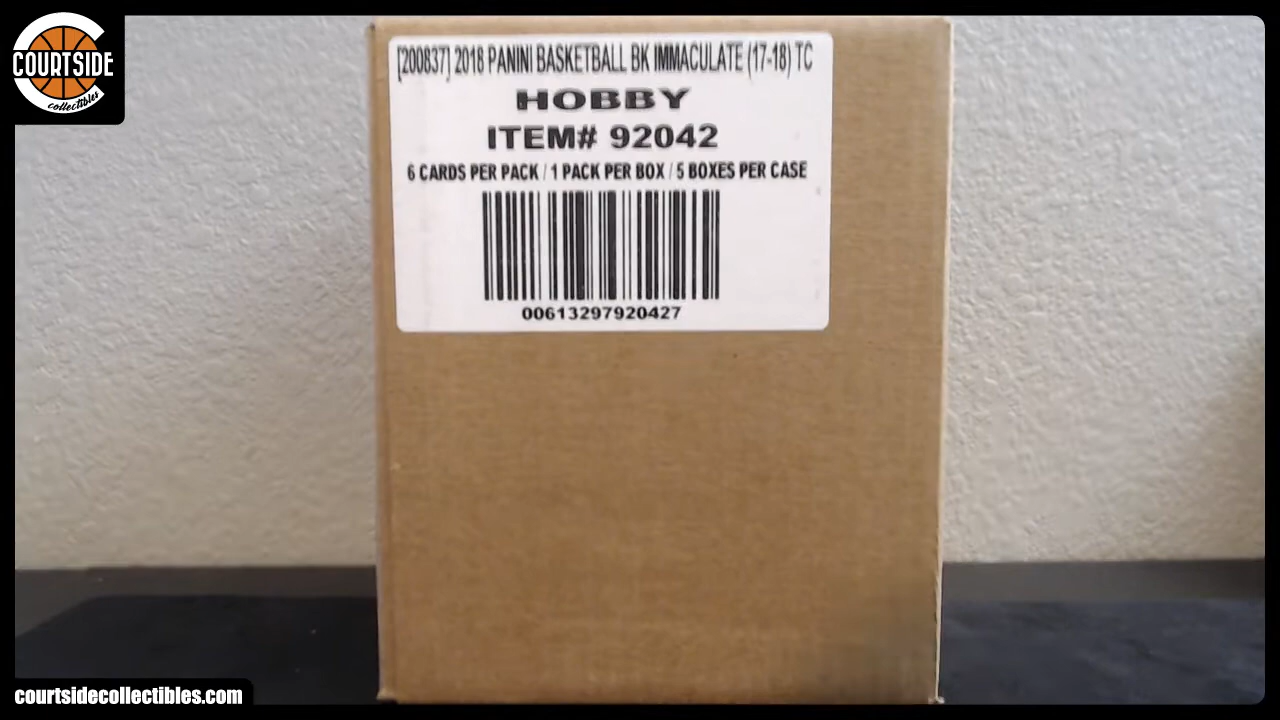 COURTSIDE
collectibles
[200837] 2018 PANINI BASKETBALL BK IMMACULATE (17-18) TC
HOBBY
ITEM# 92042
6 CARDS PER PACK / 1 PACK PER BOX / 5 BOXES PER CASE
00613297920427
courtsidecollectibles.com